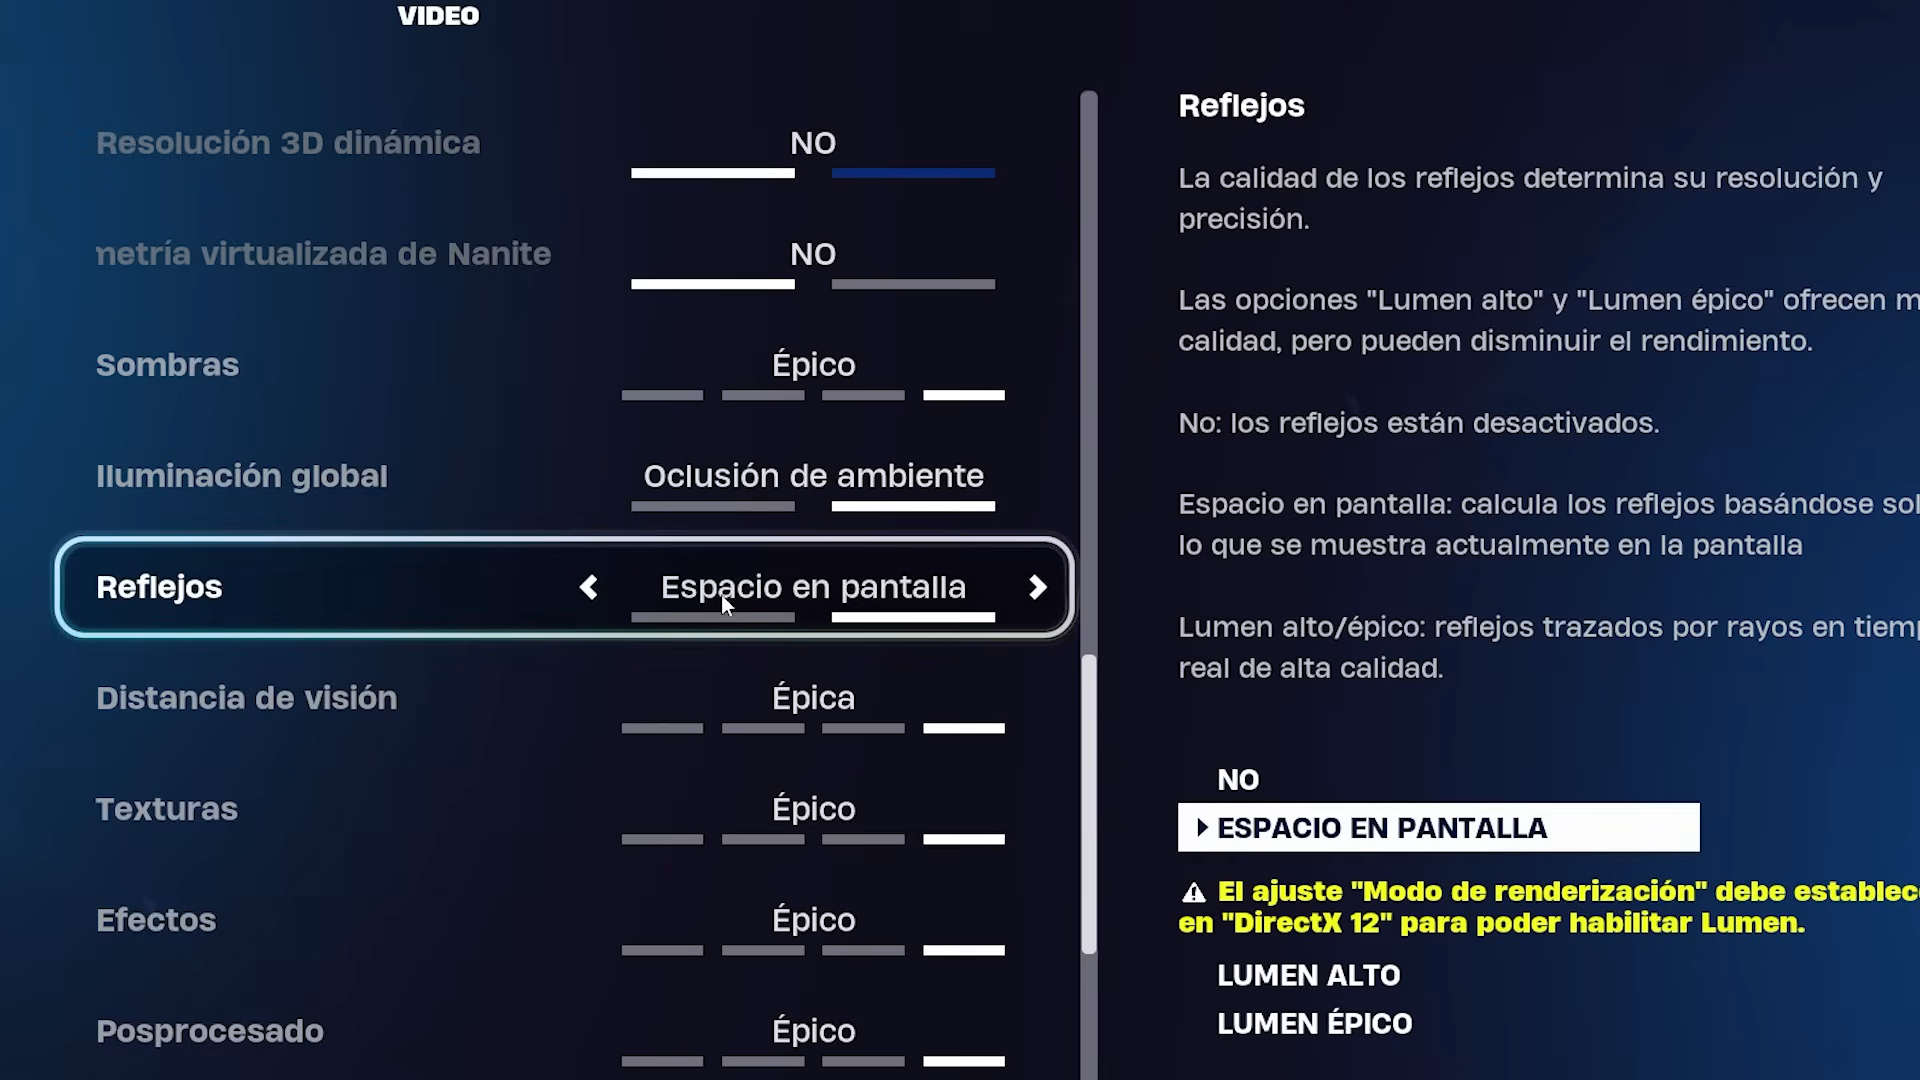 VIDEO
Resolución 3D dinámica
NO
metría virtualizada de Nanite
NO
Sombras
Épico
Iluminación global
Oclusión de ambiente
Reflejos
Espacio en pantalla
Distancia de visión
Épica
Texturas
Épico
Efectos
Épico
Posprocesado
Épico
Reflejos
La calidad de los reflejos determina su resolución y
precisión.
Las opciones "Lumen alto" y "Lumen épico" ofrecen
calidad, pero pueden disminuir el rendimiento.
No: los reflejos están desactivados.
Espacio en pantalla: calcula los reflejos basándose
lo que se muestra actualmente en la pantalla
Lumen alto/épico: reflejos trazados por rayos en
real de alta calidad.
NO
ESPACIO EN PANTALLA
El ajuste "Modo de renderización" debe
en "DirectX 12" para poder habilitar Lumen.
LUMEN ALTO
LUMEN ÉPICO